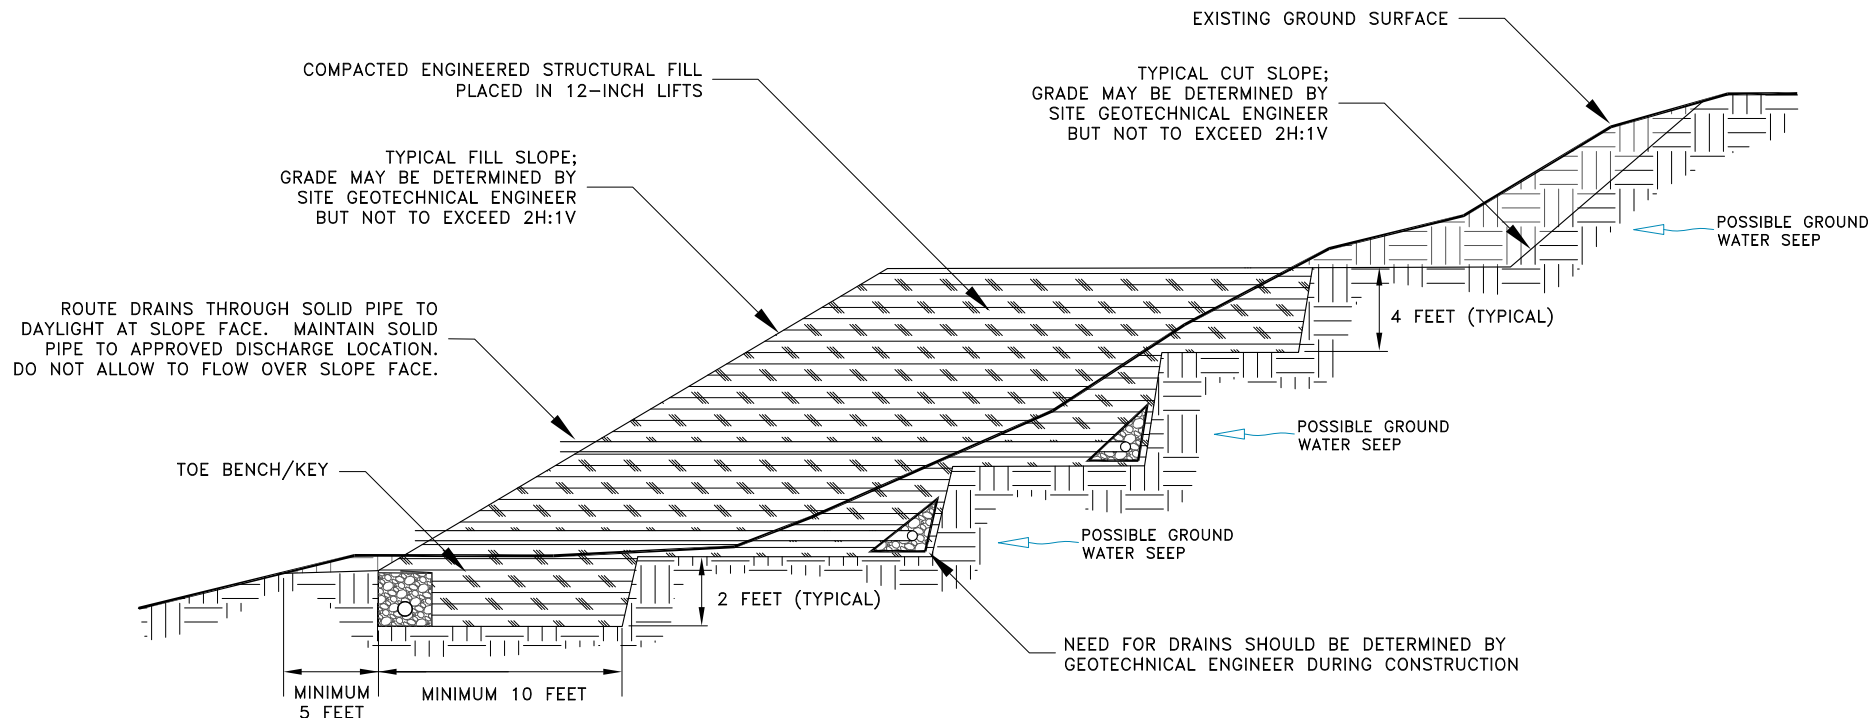 EXISTING GROUND SURFACE
COMPACTED ENGINEERED STRUCTURAL FILL
PLACED IN 12-INCH LIFTS
TYPICAL CUT SLOPE;
GRADE MAY BE DETERMINED BY
SITE GEOTECHNICAL ENGINEER
BUT NOT TO EXCEED 2H:1V
TYPICAL FILL SLOPE;
GRADE MAY BE DETERMINED BY
SITE GEOTECHNICAL ENGINEER
BUT NOT TO EXCEED 2H:1V
POSSIBLE GROUND
WATER SEEP
ROUTE DRAINS THROUGH SOLID PIPE TO
DAYLIGHT AT SLOPE FACE. MAINTAIN SOLID
PIPE TO APPROVED DISCHARGE LOCATION.
DO NOT ALLOW TO FLOW OVER SLOPE FACE.
4 FEET (TYPICAL)
POSSIBLE GROUND
WATER SEEP
TOE BENCH/KEY
POSSIBLE GROUND
WATER SEEP
2 FEET (TYPICAL)
NEED FOR DRAINS SHOULD BE DETERMINED BY
GEOTECHNICAL ENGINEER DURING CONSTRUCTION
MINIMUM
5 FEET
MINIMUM 10 FEET